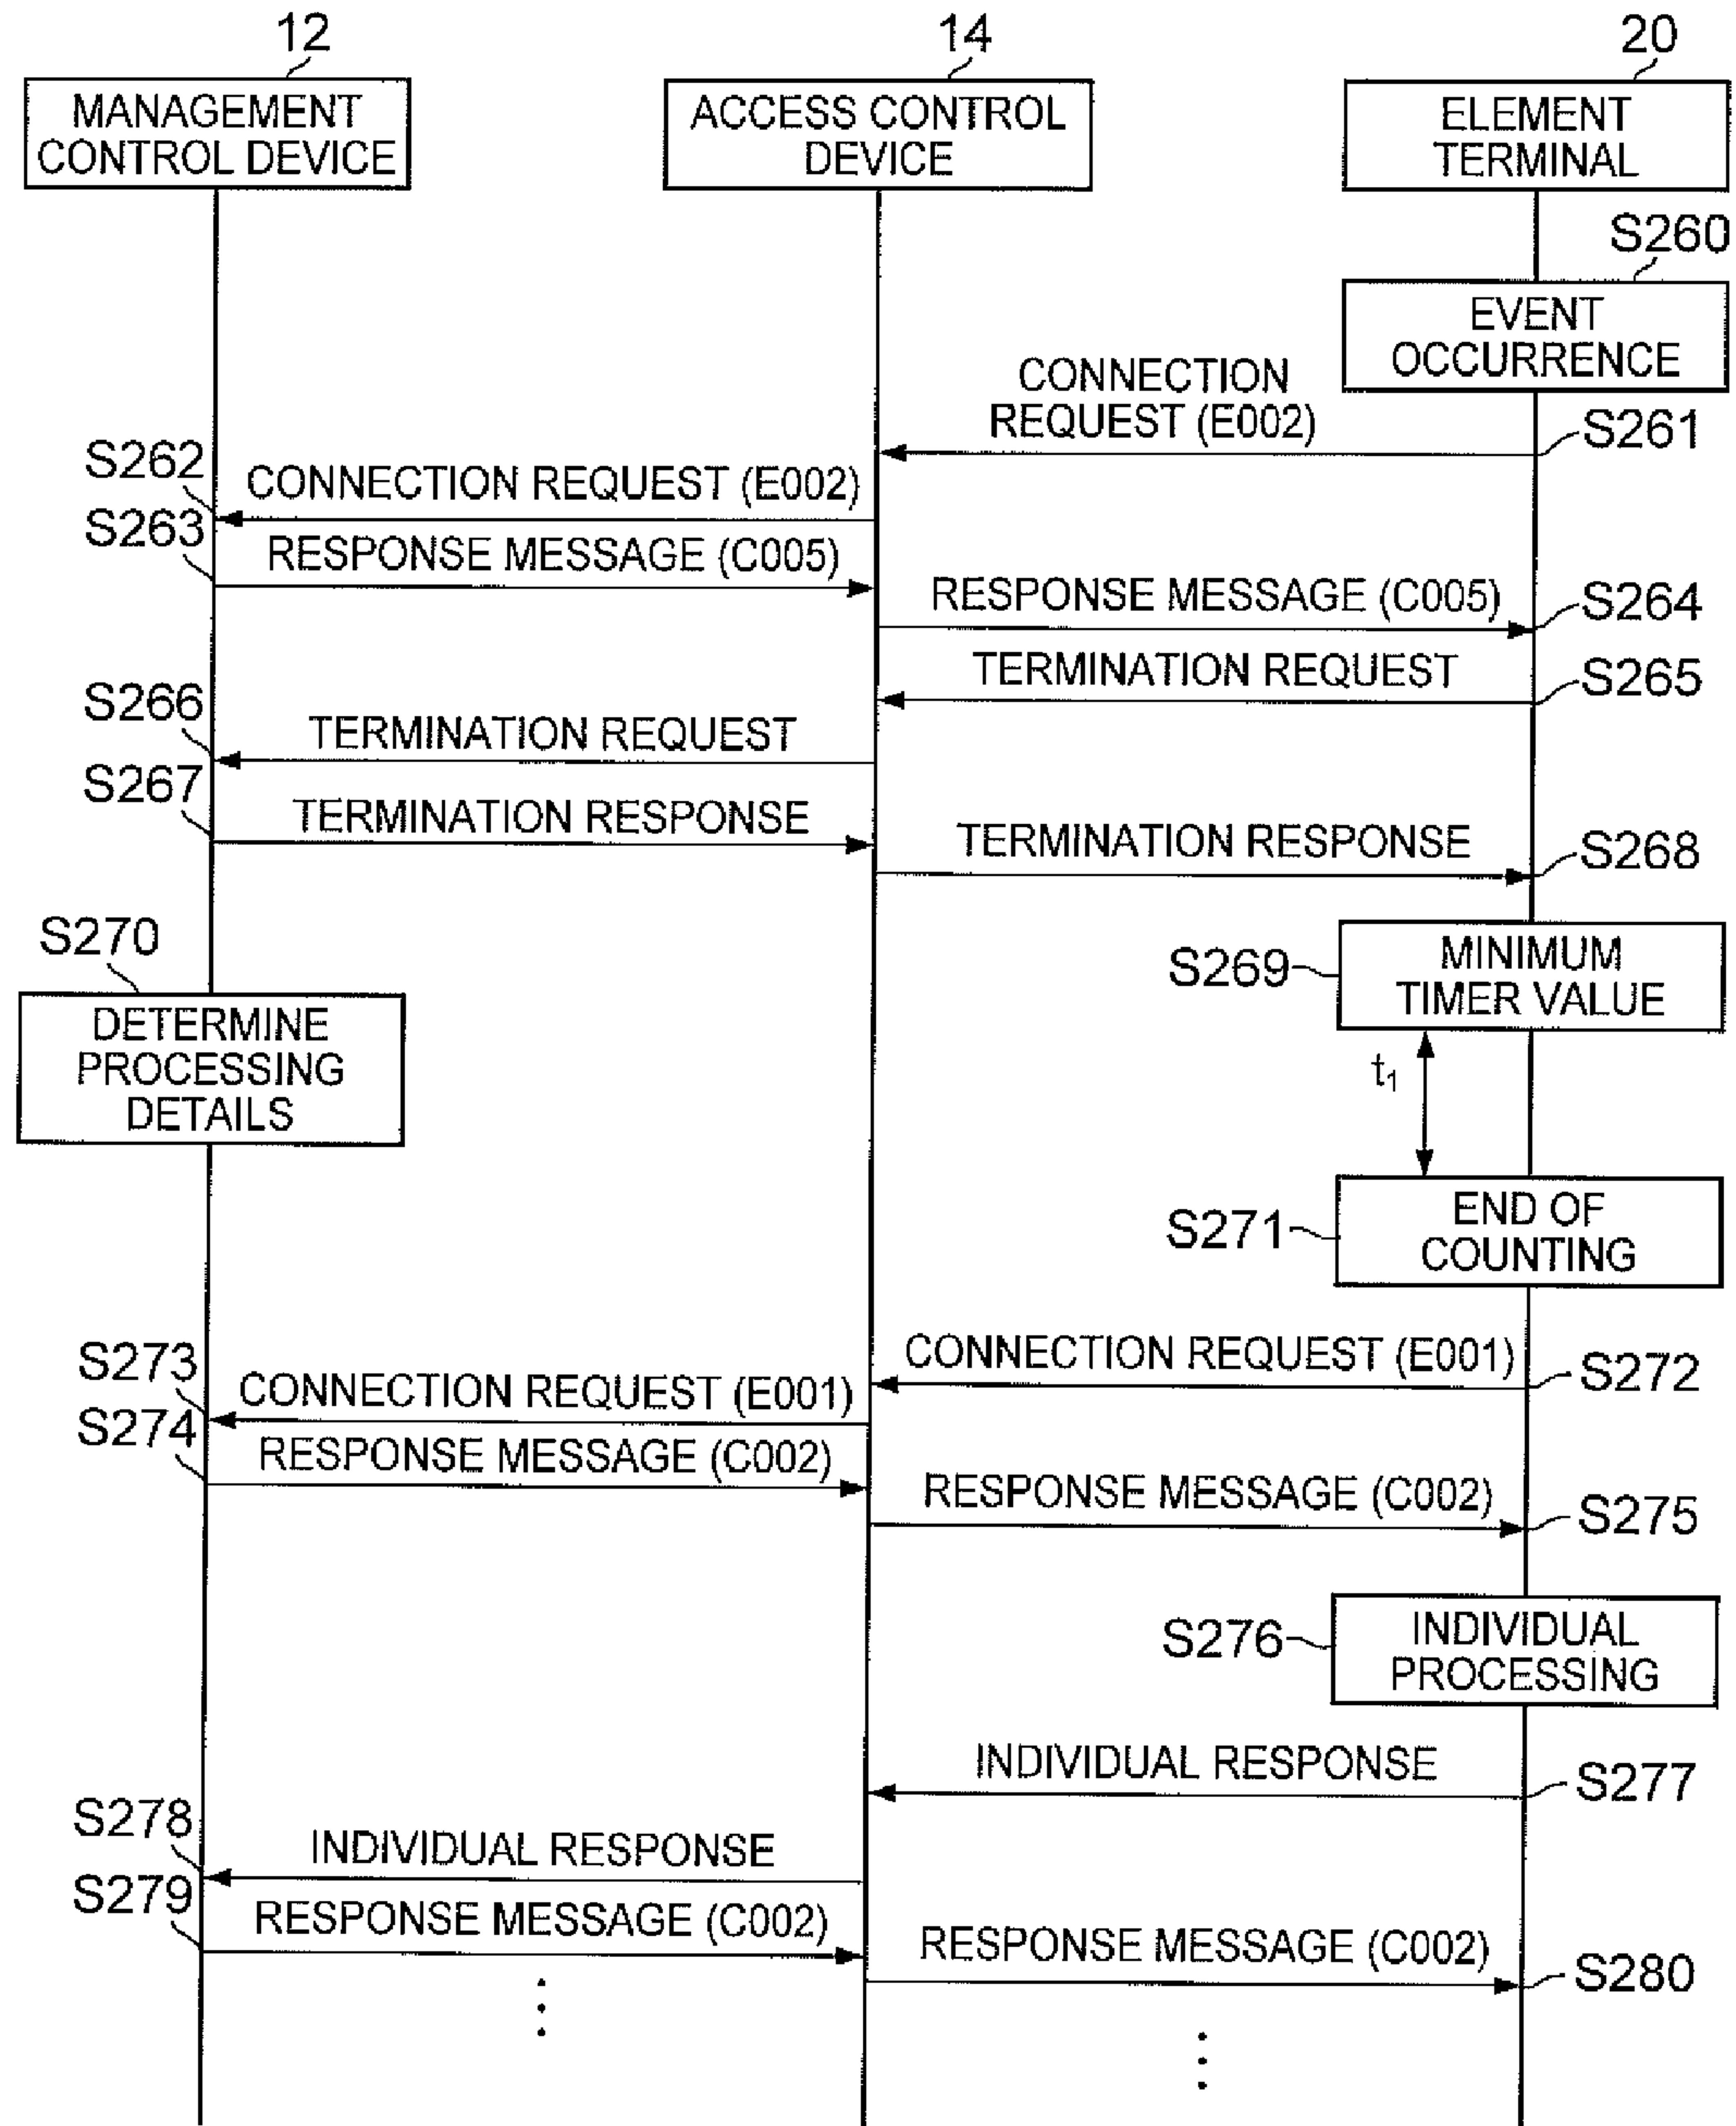 12
14
20
MANAGEMENT
CONTROL DEVICE
ACCESS CONTROL
DEVICE
ELEMENT
TERMINAL
S260
EVENT
OCCURRENCE
CONNECTION
REQUEST (E002)
S261
S262
CONNECTION REQUEST (E002)
S263
RESPONSE MESSAGE (C005)
RESPONSE MESSAGE (C005)
S264
TERMINATION REQUEST
S265
S266
TERMINATION REQUEST
S267
TERMINATION RESPONSE
TERMINATION RESPONSE
S268
S269
MINIMUM
TIMER VALUE
S270
DETERMINE
PROCESSING
DETAILS
t1
S271
END OF
COUNTING
CONNECTION REQUEST (E001)
S272
S273
CONNECTION REQUEST (E001)
S274
RESPONSE MESSAGE (C002)
RESPONSE MESSAGE (C002)
S275
S276
INDIVIDUAL
PROCESSING
INDIVIDUAL RESPONSE
S277
S278
INDIVIDUAL RESPONSE
S279
RESPONSE MESSAGE (C002)
RESPONSE MESSAGE (C002)
S280